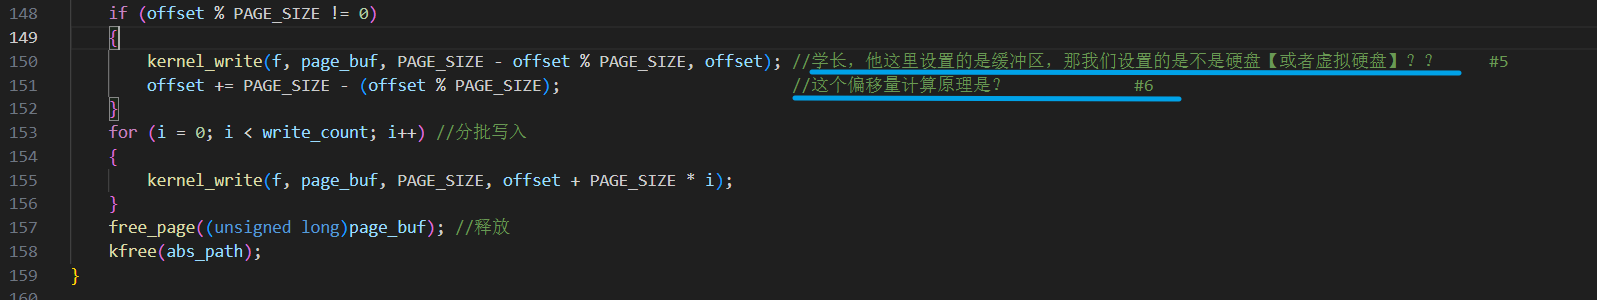 148 if (offset % PAGE_SIZE != 0)
149 {
150 kernel_write(f, page_buf, PAGE_SIZE - offset % PAGE_SIZE, offset); //学长，他这里设置的是缓冲区，那我们设置的是不是硬盘【或者虚拟硬盘】？？ #5
151 offset += PAGE_SIZE - (offset % PAGE_SIZE); //这个偏移量计算原理是？ #6
152 }
153 for (i = 0; i < write_count; i++) //分批写入
154 {
155 kernel_write(f, page_buf, PAGE_SIZE, offset + PAGE_SIZE * i);
156 }
157 free_page((unsigned long)page_buf); //释放
158 kfree(abs_path);
159 }
160